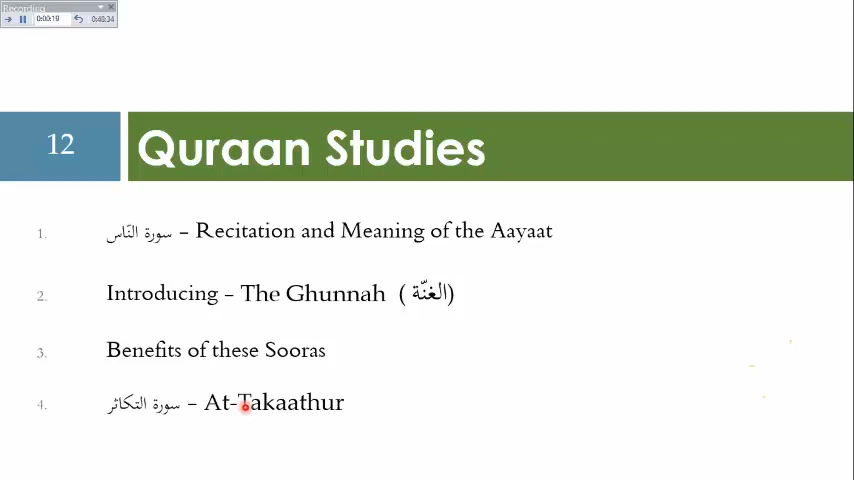 Recording
0:00:19 0:48:34
12
Quraan Studies
1. سورة النّاس – Recitation and Meaning of the Aayaat
2. Introducing – The Ghunnah ( الغنّة)
3. Benefits of these Sooras
4. سورة التكاثر – At-Takaathur